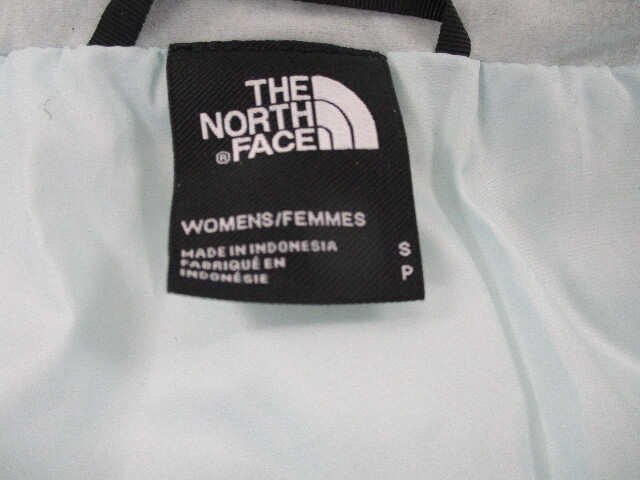 THE
NORTH
® FACE
WOMENS/FEMMES
MADE IN INDONESIA
FABRIQUÉ EN
INDONÉSIE
S
P